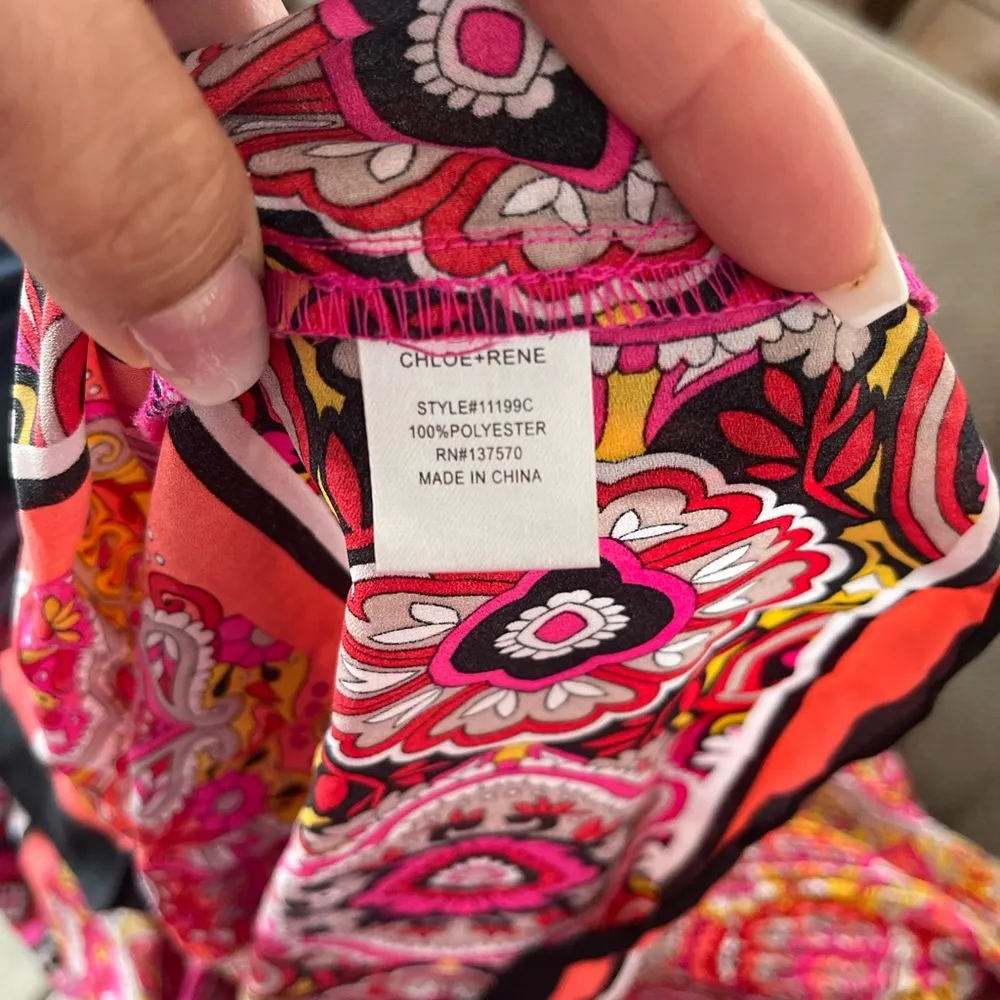 CHLOE+RENE
STYLE#11199C
100%POLYESTER
RN#137570
MADE IN CHINA